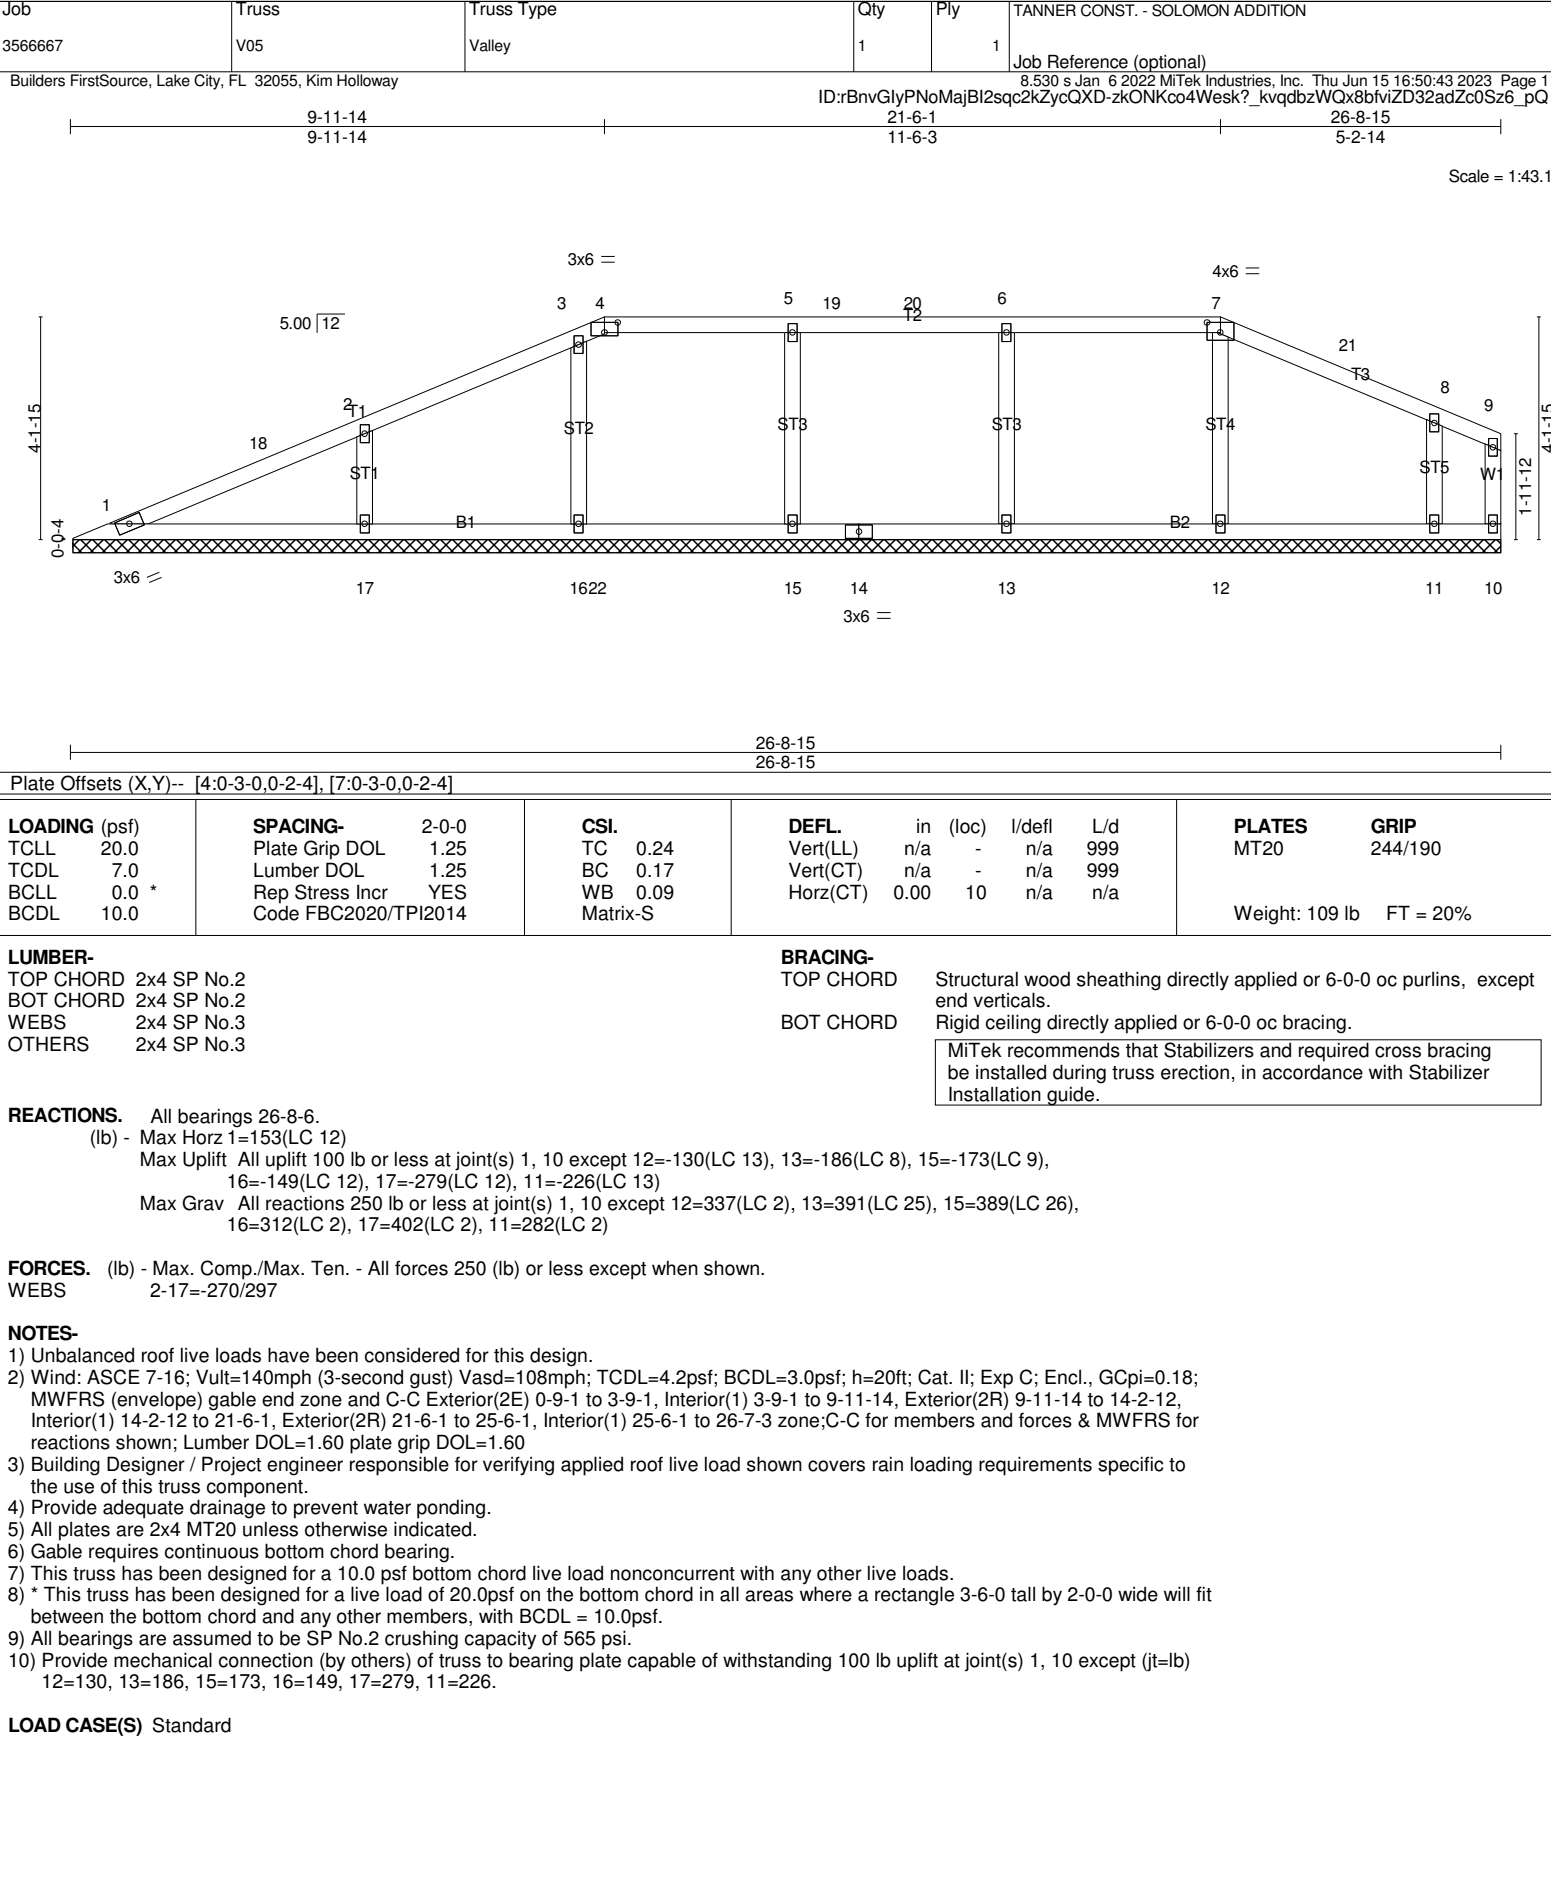 Job Truss Truss Type Qty Ply TANNER CONST. - SOLOMON ADDITION
3566667 V05 Valley 1 1
Job Reference (optional)
Builders FirstSource, Lake City, FL 32055, Kim Holloway 8.530 s Jan 6 2022 MiTek Industries, Inc. Thu Jun 15 16:50:43 2023 Page 1
ID:rBnvGIyPNoMajBI2sqc2kZycQXD-zkONKco4Wesk?_kvqdbzWQx8bfviZD32adZc0Sz6_pQ
9-11-14 21-6-1 26-8-15
9-11-14 11-6-3 5-2-14
Scale = 1:43.1
3x6 =
4x6 =
3 4 5 19 20 6 7
T2
5.00 12
21
T3
8
9
2
T1
4-1-15
4-1-15
ST2 ST3 ST3 ST4
18
ST1 ST5 W1
1-11-12
1
B1 B2
0-0-4
3x6 =
17 16 22 15 14 13 12 11 10
3x6 =
26-8-15
26-8-15
Plate Offsets (X,Y)-- [4:0-3-0,0-2-4], [7:0-3-0,0-2-4]
LOADING (psf) SPACING- 2-0-0 CSI. DEFL. in (loc) l/defl L/d PLATES GRIP
TCLL 20.0 Plate Grip DOL 1.25 TC 0.24 Vert(LL) n/a - n/a 999 MT20 244/190
TCDL 7.0 Lumber DOL 1.25 BC 0.17 Vert(CT) n/a - n/a 999
BCLL 0.0 * Rep Stress Incr YES WB 0.09 Horz(CT) 0.00 10 n/a n/a
BCDL 10.0 Code FBC2020/TPI2014 Matrix-S Weight: 109 lb FT = 20%
LUMBER-
TOP CHORD 2x4 SP No.2
BOT CHORD 2x4 SP No.2
WEBS 2x4 SP No.3
OTHERS 2x4 SP No.3
BRACING-
TOP CHORD Structural wood sheathing directly applied or 6-0-0 oc purlins, except
end verticals.
BOT CHORD Rigid ceiling directly applied or 6-0-0 oc bracing.
MiTek recommends that Stabilizers and required cross bracing
be installed during truss erection, in accordance with Stabilizer
Installation guide.
REACTIONS. All bearings 26-8-6.
(lb) - Max Horz 1=153(LC 12)
Max Uplift All uplift 100 lb or less at joint(s) 1, 10 except 12=-130(LC 13), 13=-186(LC 8), 15=-173(LC 9),
16=-149(LC 12), 17=-279(LC 12), 11=-226(LC 13)
Max Grav All reactions 250 lb or less at joint(s) 1, 10 except 12=337(LC 2), 13=391(LC 25), 15=389(LC 26),
16=312(LC 2), 17=402(LC 2), 11=282(LC 2)
FORCES. (lb) - Max. Comp./Max. Ten. - All forces 250 (lb) or less except when shown.
WEBS 2-17=-270/297
NOTES-
1) Unbalanced roof live loads have been considered for this design.
2) Wind: ASCE 7-16; Vult=140mph (3-second gust) Vasd=108mph; TCDL=4.2psf; BCDL=3.0psf; h=20ft; Cat. II; Exp C; Encl., GCpi=0.18;
MWFRS (envelope) gable end zone and C-C Exterior(2E) 0-9-1 to 3-9-1, Interior(1) 3-9-1 to 9-11-14, Exterior(2R) 9-11-14 to 14-2-12,
Interior(1) 14-2-12 to 21-6-1, Exterior(2R) 21-6-1 to 25-6-1, Interior(1) 25-6-1 to 26-7-3 zone;C-C for members and forces & MWFRS for
reactions shown; Lumber DOL=1.60 plate grip DOL=1.60
3) Building Designer / Project engineer responsible for verifying applied roof live load shown covers rain loading requirements specific to
the use of this truss component.
4) Provide adequate drainage to prevent water ponding.
5) All plates are 2x4 MT20 unless otherwise indicated.
6) Gable requires continuous bottom chord bearing.
7) This truss has been designed for a 10.0 psf bottom chord live load nonconcurrent with any other live loads.
8) * This truss has been designed for a live load of 20.0psf on the bottom chord in all areas where a rectangle 3-6-0 tall by 2-0-0 wide will fit
between the bottom chord and any other members, with BCDL = 10.0psf.
9) All bearings are assumed to be SP No.2 crushing capacity of 565 psi.
10) Provide mechanical connection (by others) of truss to bearing plate capable of withstanding 100 lb uplift at joint(s) 1, 10 except (jt=lb)
12=130, 13=186, 15=173, 16=149, 17=279, 11=226.
LOAD CASE(S) Standard